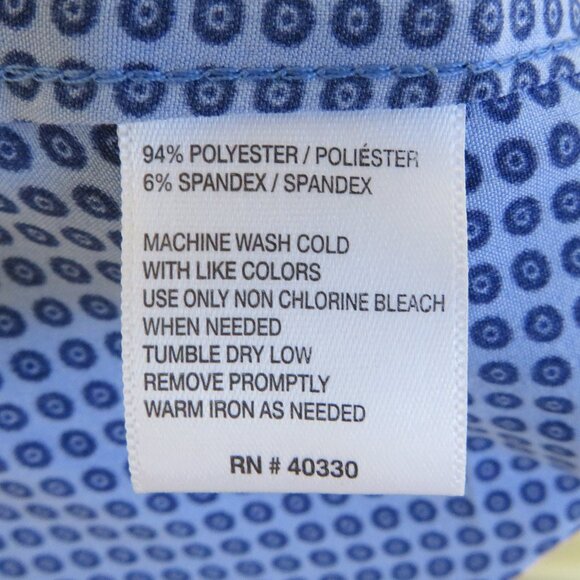 94% POLYESTER / POLIÉSTER
6% SPANDEX / SPANDEX
MACHINE WASH COLD
WITH LIKE COLORS
USE ONLY NON CHLORINE BLEACH
WHEN NEEDED
TUMBLE DRY LOW
REMOVE PROMPTLY
WARM IRON AS NEEDED
RN # 40330